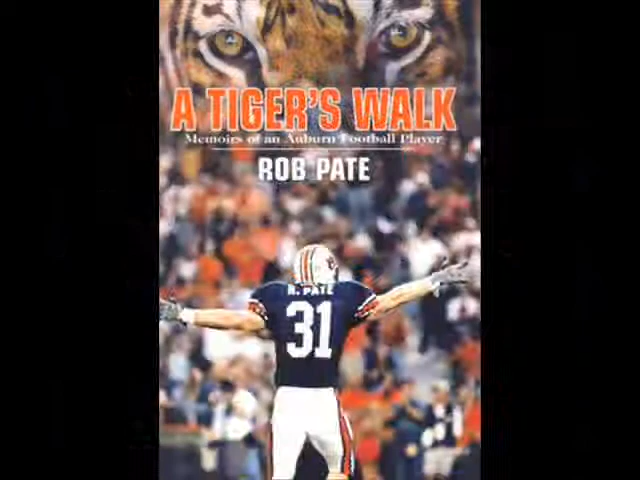 A TIGER'S WALK
Memoirs of an Auburn Football Player
ROB PATE
R. PATE
31